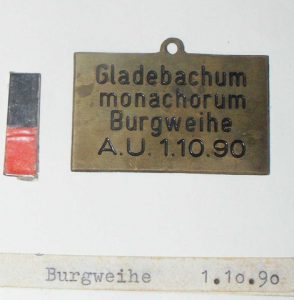 Gladebachum
monachorum
Burgweihe
A.U. 1.10.90
Burgweihe 1.10.90